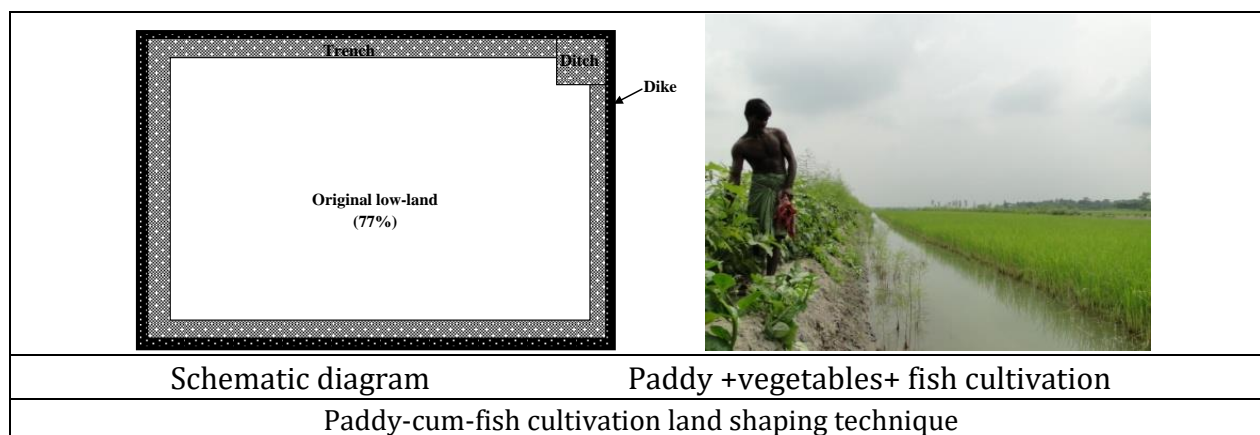 Trench
Ditch
Dike
Original low-land
(77%)
Schematic diagram
Paddy +vegetables+ fish cultivation
Paddy-cum-fish cultivation land shaping technique